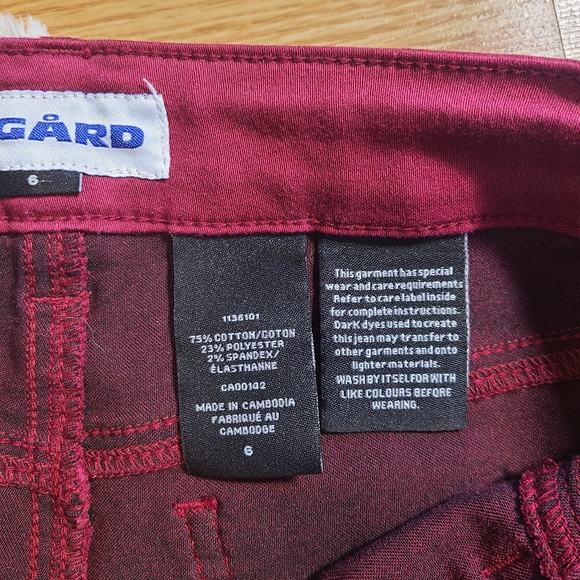 GÅRD
6
1136101
75% COTTON/COTON
23% POLYESTER
2% SPANDEX/
ÉLASTHANNE
CA00142
MADE IN CAMBODIA
FABRIQUÉ AU
CAMBODGE
6
This garment has special
wear and care requirements
Refer to care label inside
for complete instructions.
Dark dyes used to create
this jean may transfer to
other garments and onto
lighter materials.
WASH BY ITSELF OR WITH
LIKE COLOURS BEFORE
WEARING.